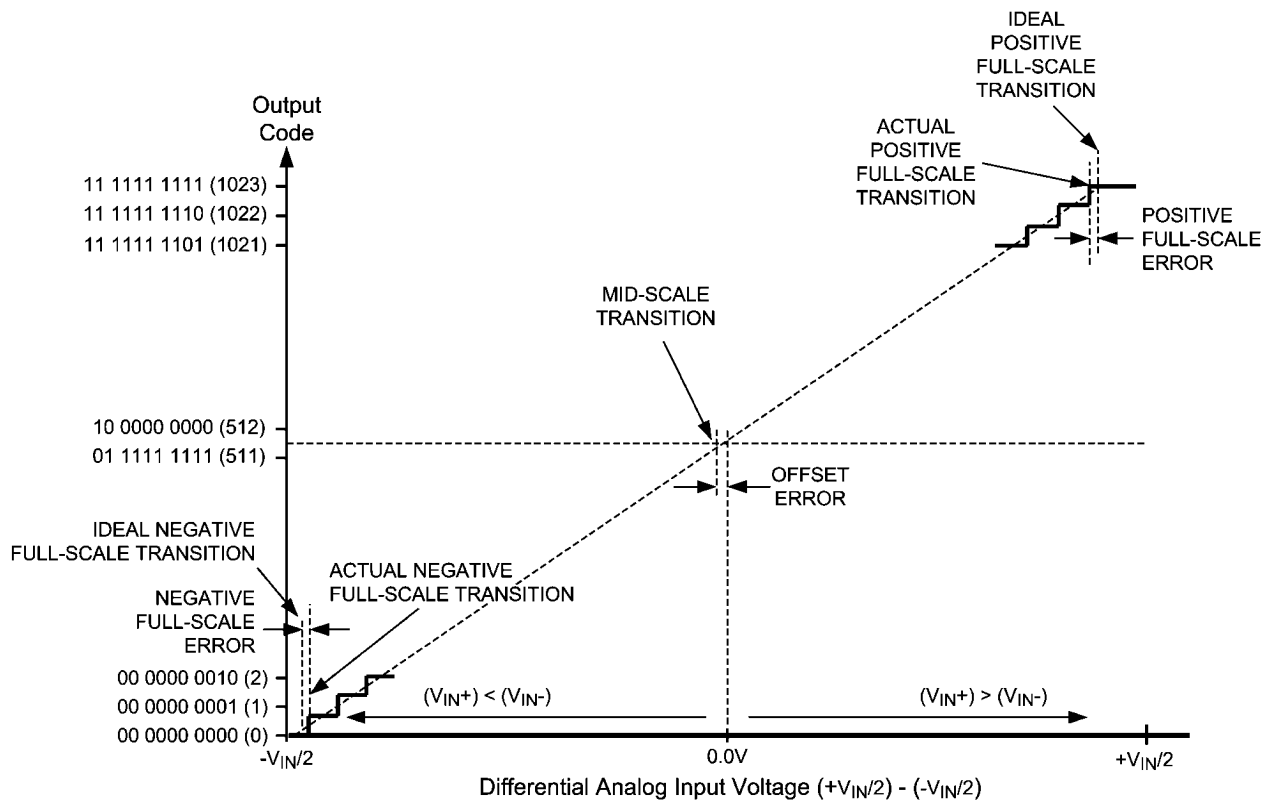 IDEAL
POSITIVE
FULL-SCALE
TRANSITION
Output
Code
ACTUAL
POSITIVE
FULL-SCALE
TRANSITION
11 1111 1111 (1023)
11 1111 1110 (1022)
11 1111 1101 (1021)
POSITIVE
FULL-SCALE
ERROR
MID-SCALE
TRANSITION
10 0000 0000 (512)
01 1111 1111 (511)
OFFSET
ERROR
IDEAL NEGATIVE
FULL-SCALE TRANSITION
ACTUAL NEGATIVE
FULL-SCALE TRANSITION
NEGATIVE
FULL-SCALE
ERROR
00 0000 0010 (2)
00 0000 0001 (1)
00 0000 0000 (0)
(VIN+) < (VIN-)
(VIN+) > (VIN-)
-VIN/2
0.0V
+VIN/2
Differential Analog Input Voltage (+VIN/2) - (-VIN/2)